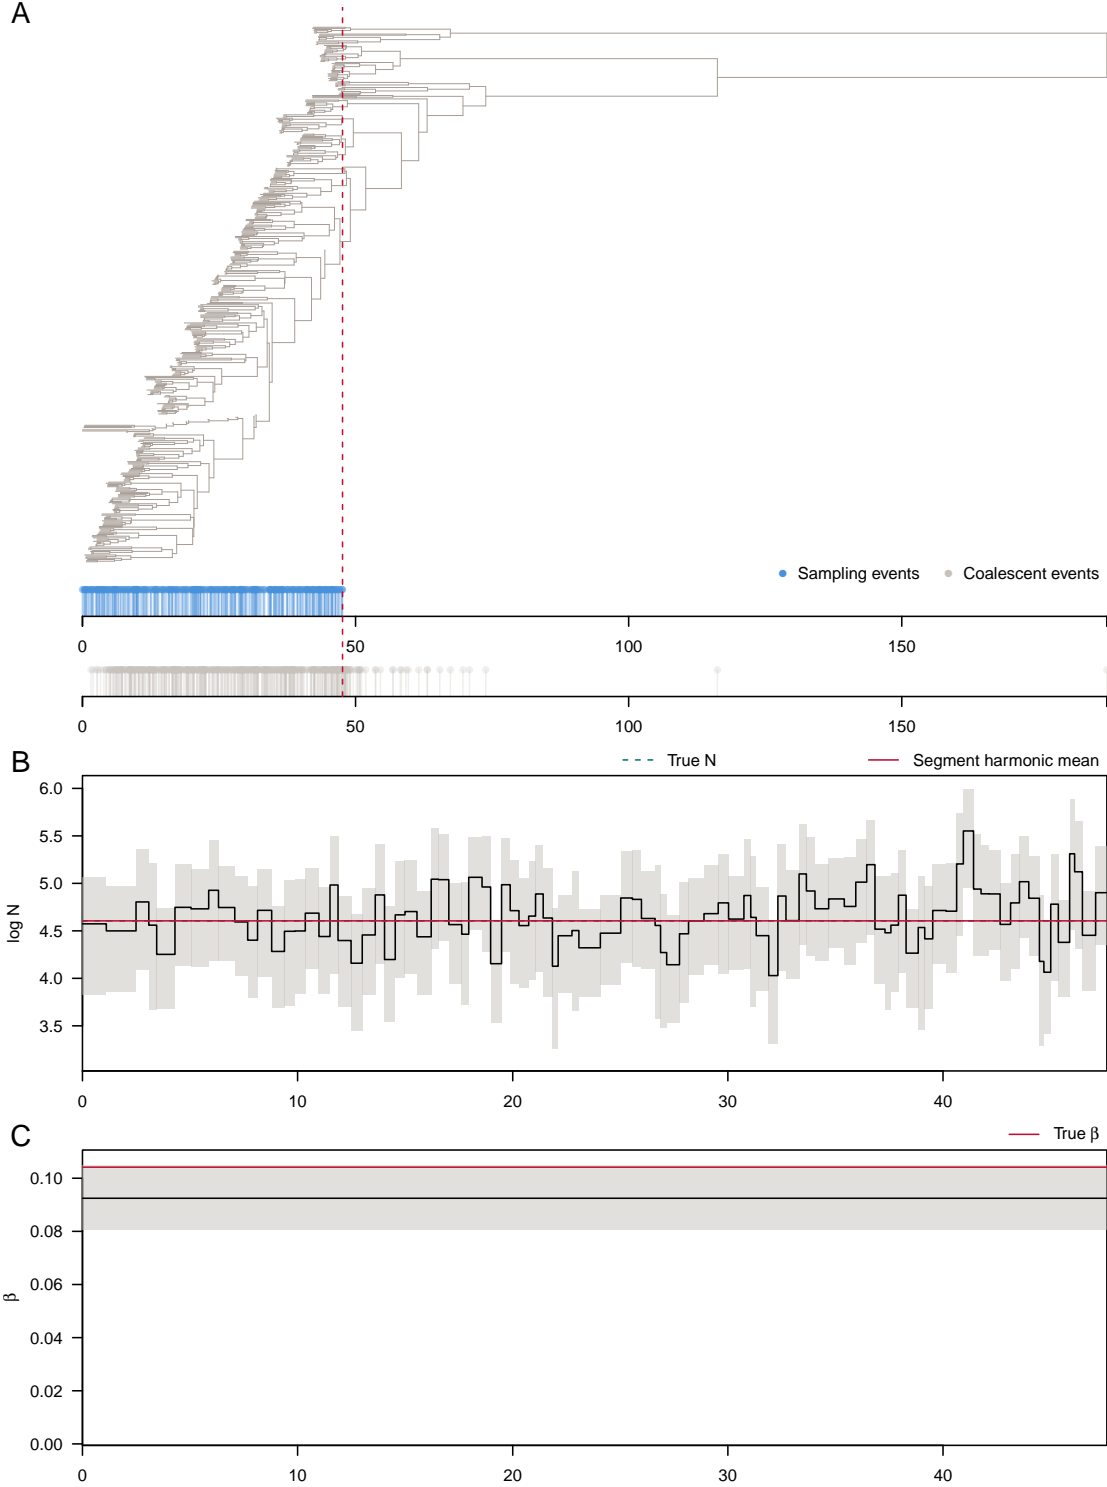 A
Sampling events Coalescent events
0 50 100 150
0 50 100 150
B
True N Segment harmonic mean
6.0
5.5
5.0
4.5
4.0
3.5
log N
0 10 20 30 40
C
True β
0.10
0.08
0.06
0.04
0.02
0.00
β
0 10 20 30 40